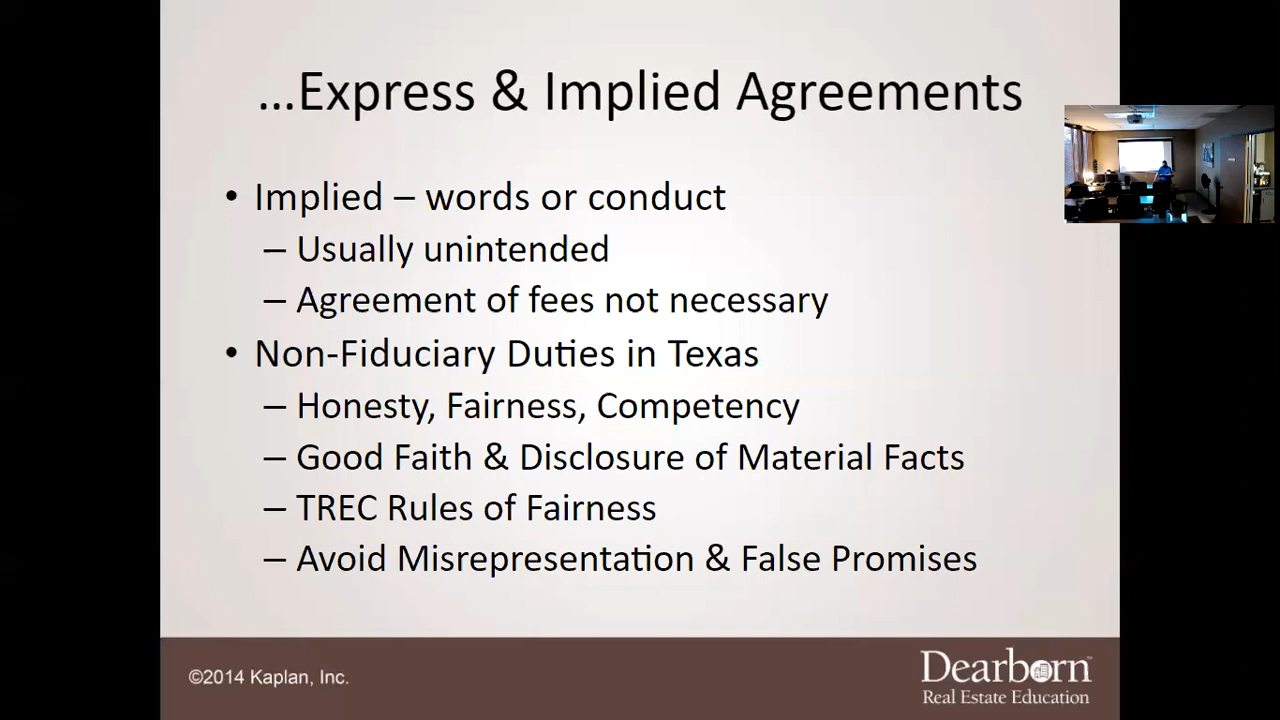 …Express & Implied Agreements
• Implied – words or conduct
– Usually unintended
– Agreement of fees not necessary
• Non-Fiduciary Duties in Texas
– Honesty, Fairness, Competency
– Good Faith & Disclosure of Material Facts
– TREC Rules of Fairness
– Avoid Misrepresentation & False Promises
©2014 Kaplan, Inc.
Dearborn™
Real Estate Education